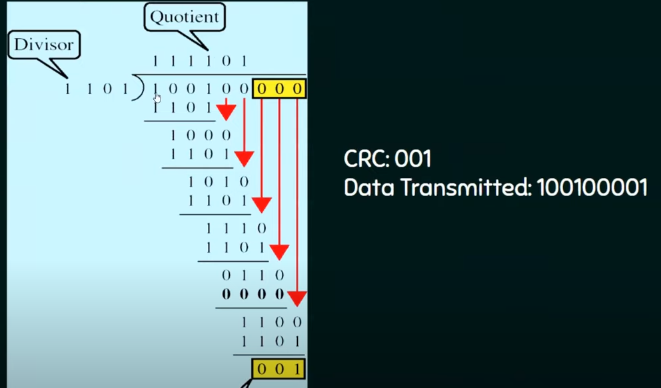 Quotient
Divisor
1 1 1 1 0 1
1 1 0 1 ) 1 0 0 1 0 0 0 0 0
1 1 0 1
1 0 0 0
1 1 0 1
1 0 1 0
1 1 0 1
1 1 1 0
1 1 0 1
0 1 1 0
0 0 0 0
1 1 0 0
1 1 0 1
0 0 1
CRC: 001
Data Transmitted: 100100001